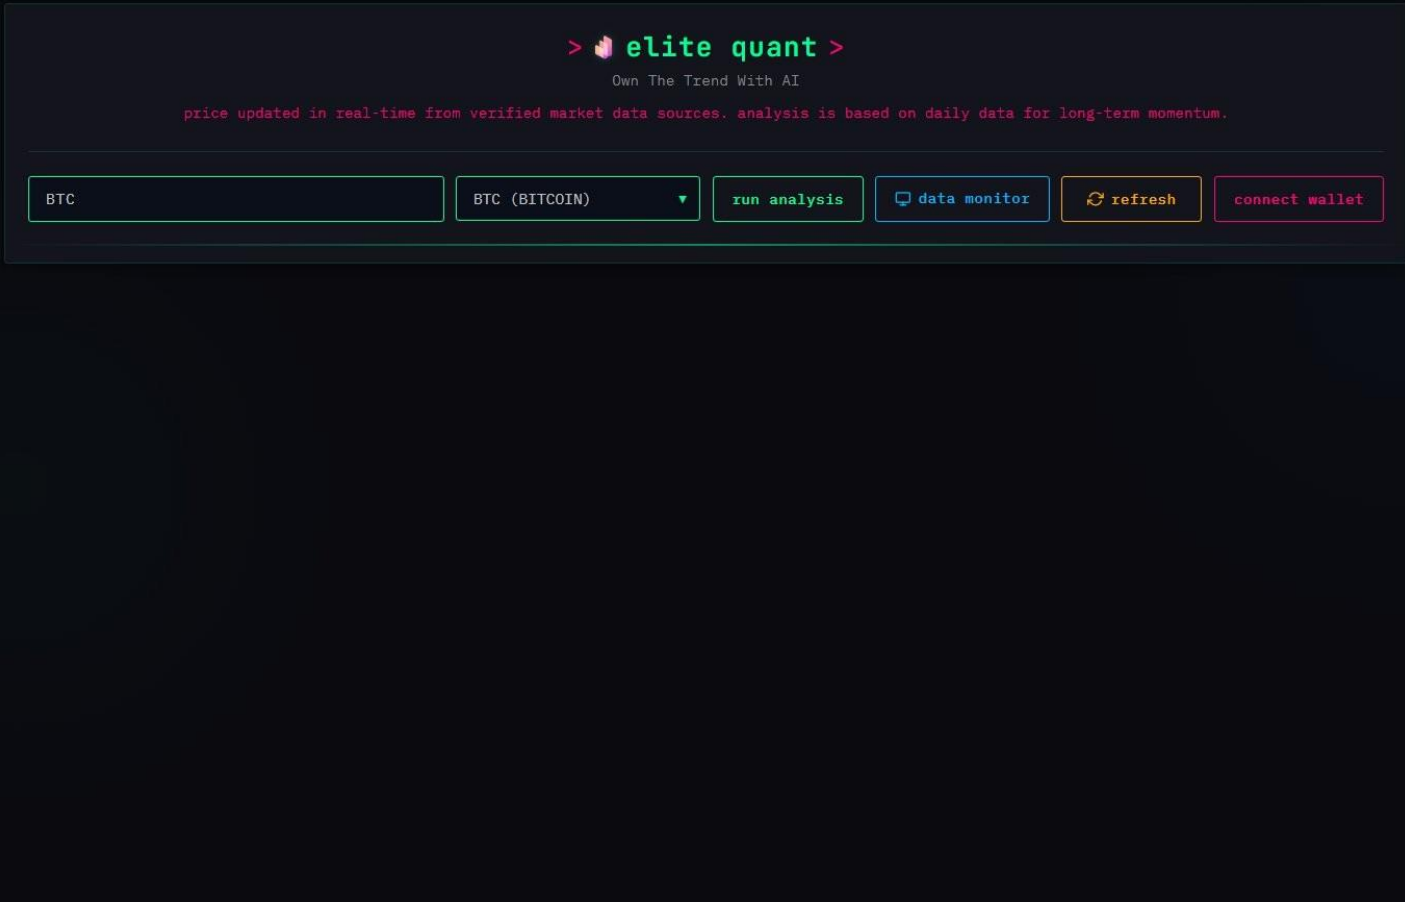 > elite quant >
Own The Trend With AI
price updated in real-time from verified market data sources. analysis is based on daily data for long-term momentum.
BTC
BTC (BITCOIN) ▼
run analysis
data monitor
refresh
connect wallet